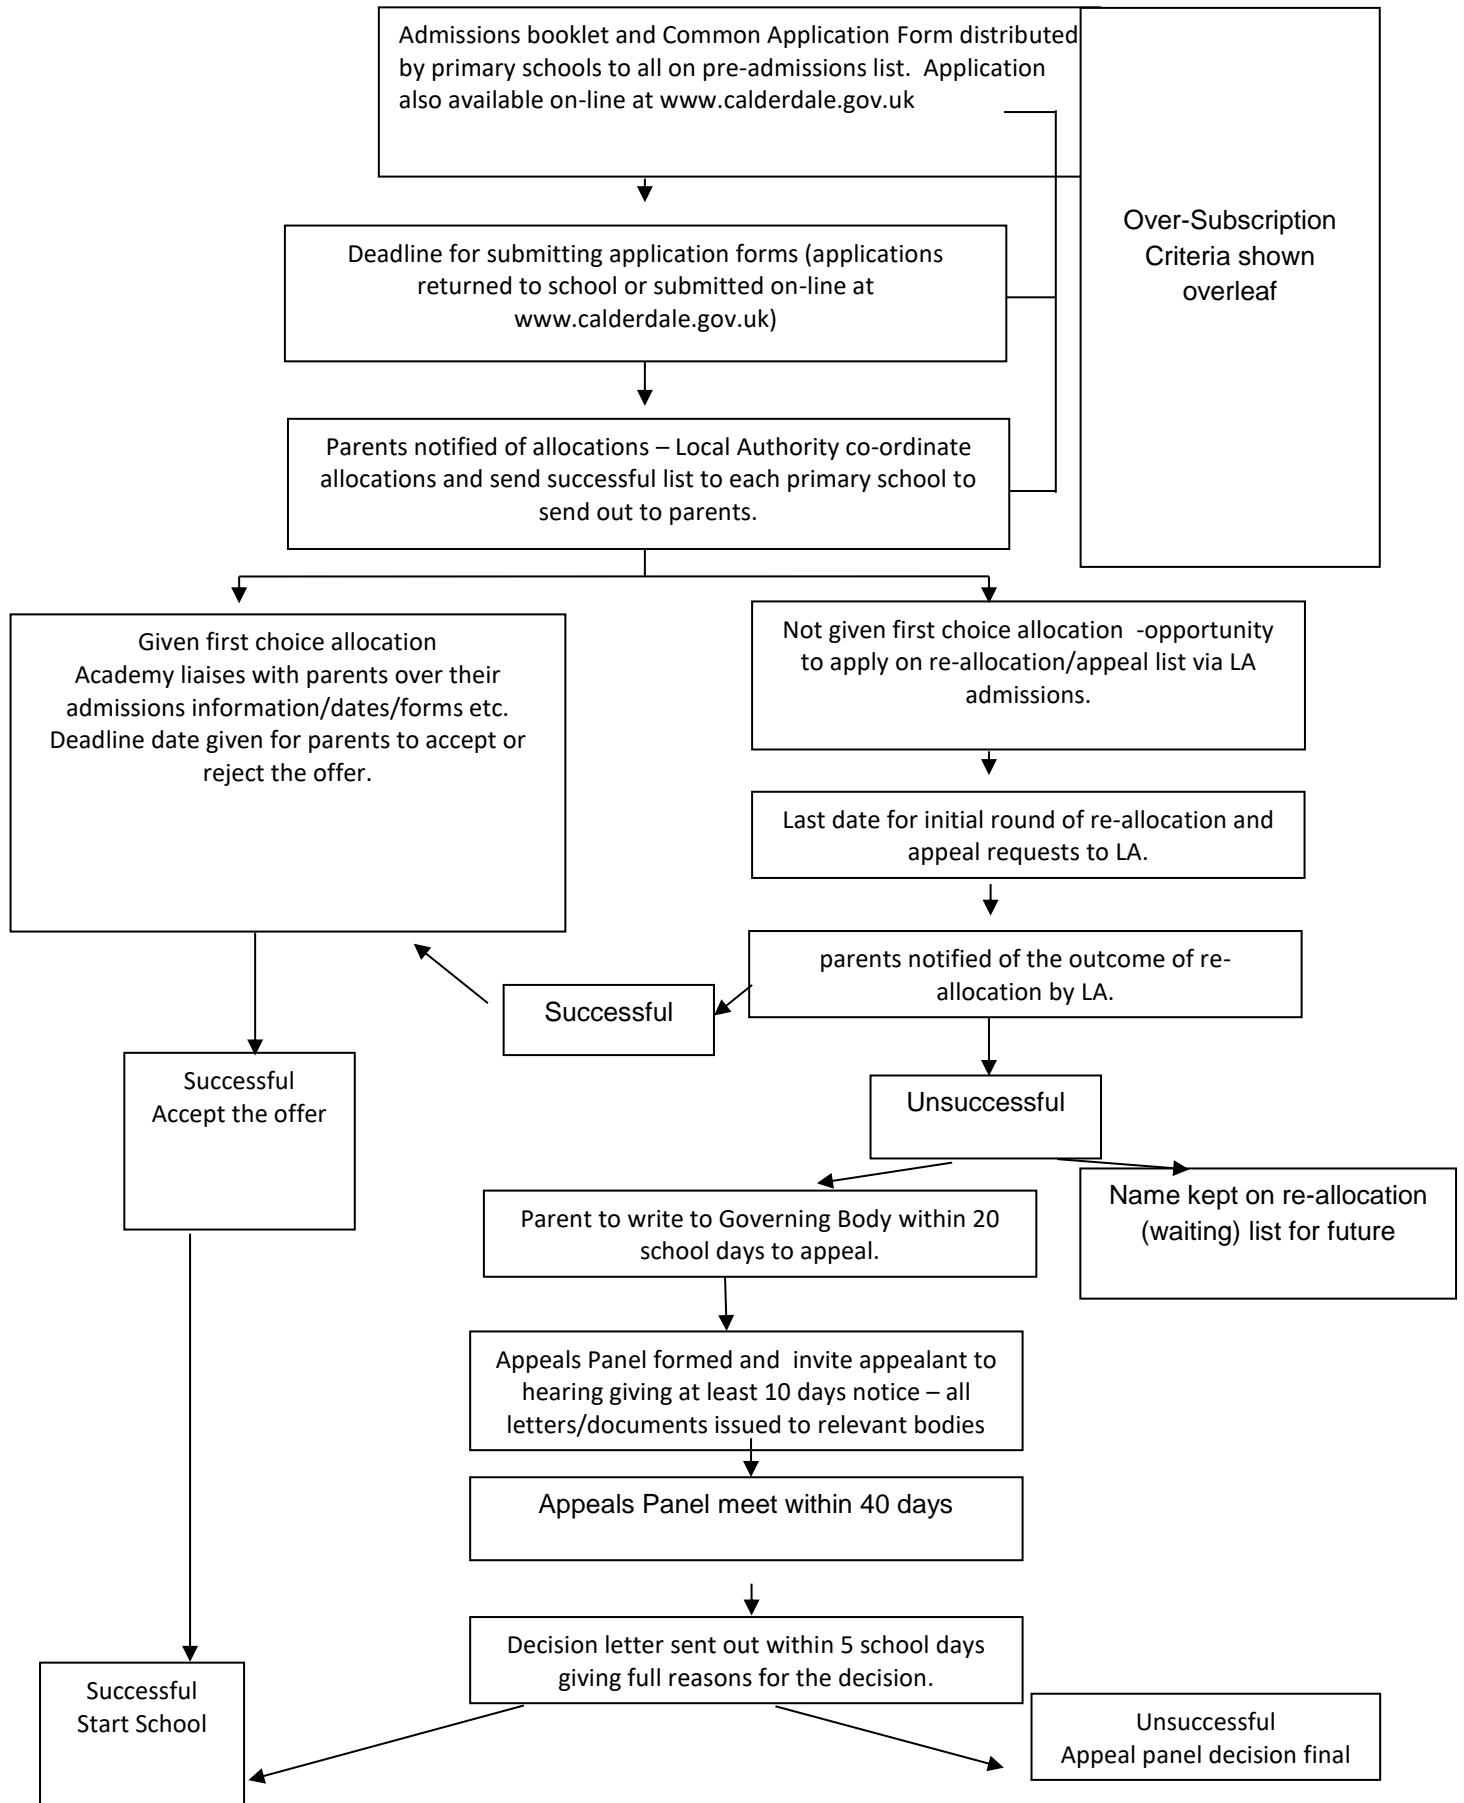 Admissions booklet and Common Application Form distributed
by primary schools to all on pre-admissions list.  Application
also available on-line at www.calderdale.gov.uk
Over-Subscription
Criteria shown
overleaf
Deadline for submitting application forms (applications
returned to school or submitted on-line at
www.calderdale.gov.uk)
Parents notified of allocations – Local Authority co-ordinate
allocations and send successful list to each primary school to
send out to parents.
Given first choice allocation
Academy liaises with parents over their
admissions information/dates/forms etc.
Deadline date given for parents to accept or
reject the offer.
Not given first choice allocation  -opportunity
to apply on re-allocation/appeal list via LA
admissions.
Last date for initial round of re-allocation and
appeal requests to LA.
parents notified of the outcome of re-
allocation by LA.
Successful
Successful
Accept the offer
Unsuccessful
Name kept on re-allocation
(waiting) list for future
Parent to write to Governing Body within 20
school days to appeal.
Appeals Panel formed and  invite appealant to
hearing giving at least 10 days notice – all
letters/documents issued to relevant bodies
Appeals Panel meet within 40 days
Decision letter sent out within 5 school days
giving full reasons for the decision.
Successful
Start School
Unsuccessful
Appeal panel decision final